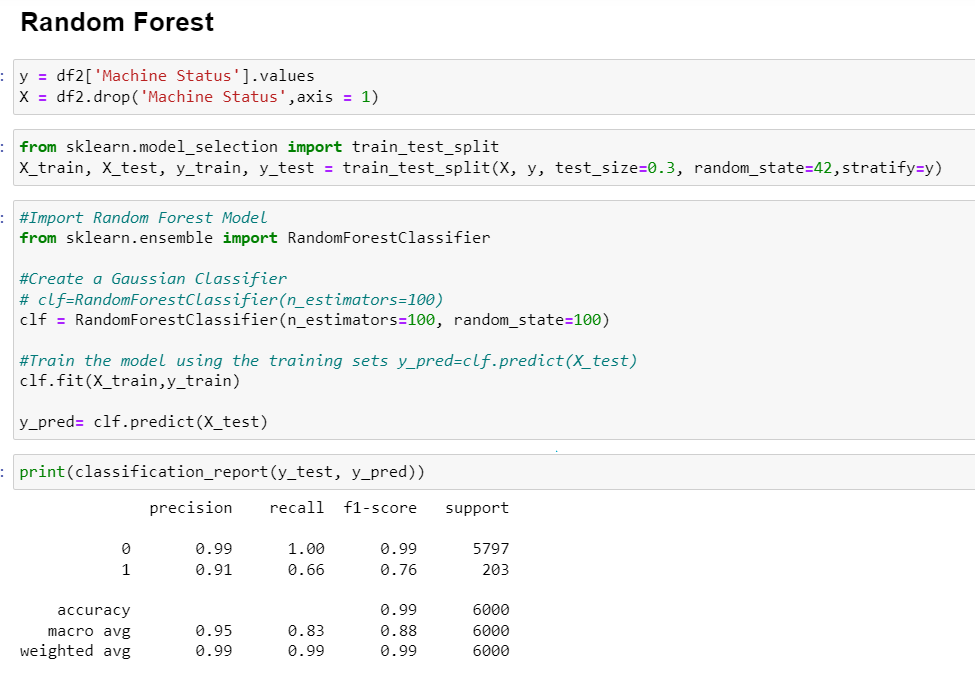 Random Forest
: y = df2['Machine Status'].values
X = df2.drop('Machine Status',axis = 1)
: from sklearn.model_selection import train_test_split
X_train, X_test, y_train, y_test = train_test_split(X, y, test_size=0.3, random_state=42,stratify=y)
: #Import Random Forest Model
from sklearn.ensemble import RandomForestClassifier
#Create a Gaussian Classifier
# clf=RandomForestClassifier(n_estimators=100)
clf = RandomForestClassifier(n_estimators=100, random_state=100)
#Train the model using the training sets y_pred=clf.predict(X_test)
clf.fit(X_train,y_train)
y_pred= clf.predict(X_test)
: print(classification_report(y_test, y_pred))
precision recall f1-score support
0 0.99 1.00 0.99 5797
1 0.91 0.66 0.76 203
accuracy 0.99 6000
macro avg 0.95 0.83 0.88 6000
weighted avg 0.99 0.99 0.99 6000